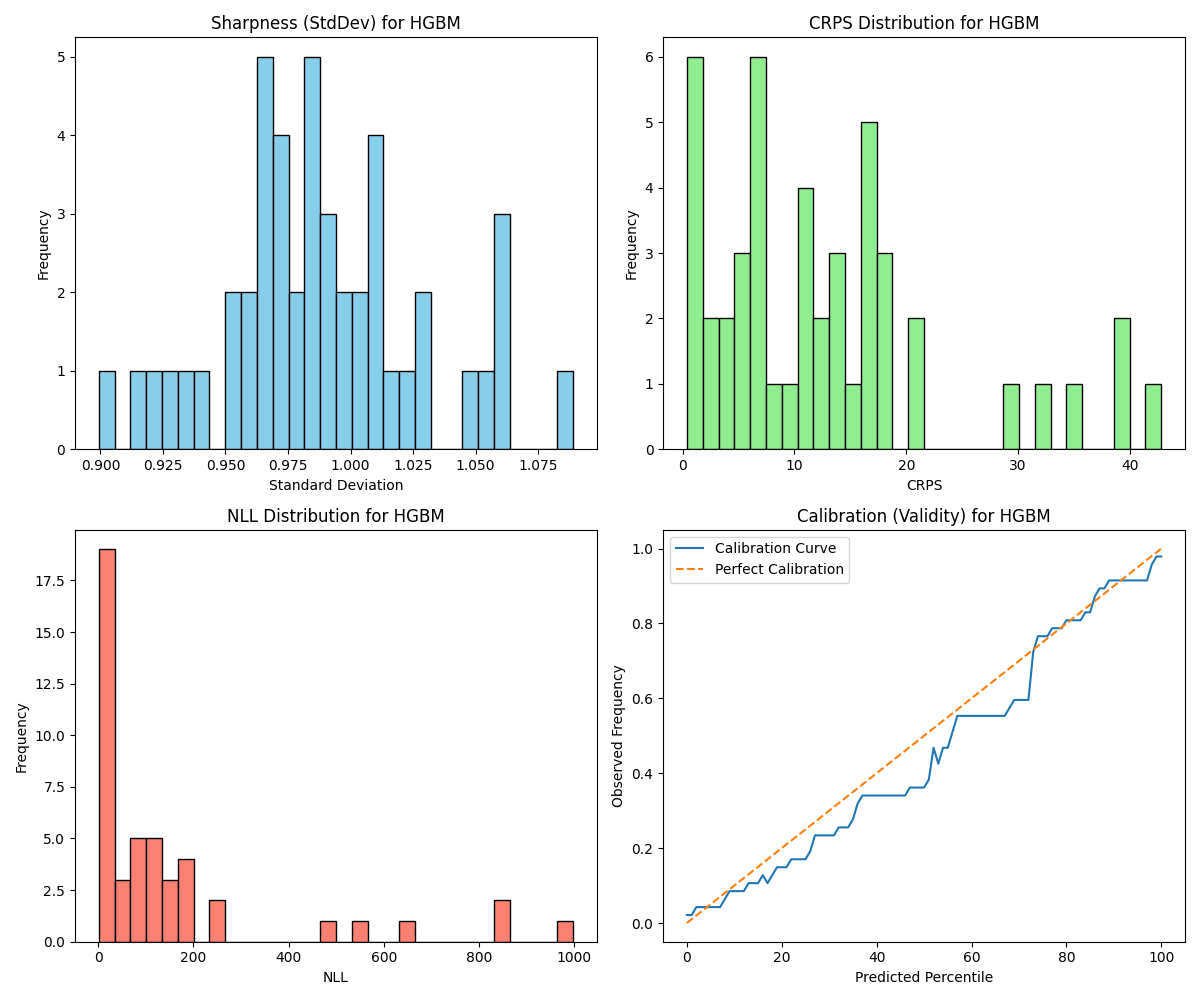 Sharpness (StdDev) for HGBM
5
4
3
2
1
0
Frequency
0.900 0.925 0.950 0.975 1.000 1.025 1.050 1.075
Standard Deviation
CRPS Distribution for HGBM
6
5
4
3
2
1
0
Frequency
0 10 20 30 40
CRPS
NLL Distribution for HGBM
17.5
15.0
12.5
10.0
7.5
5.0
2.5
0.0
Frequency
0 200 400 600 800 1000
NLL
Calibration (Validity) for HGBM
Calibration Curve
Perfect Calibration
1.0
0.8
0.6
0.4
0.2
0.0
Observed Frequency
0 20 40 60 80 100
Predicted Percentile